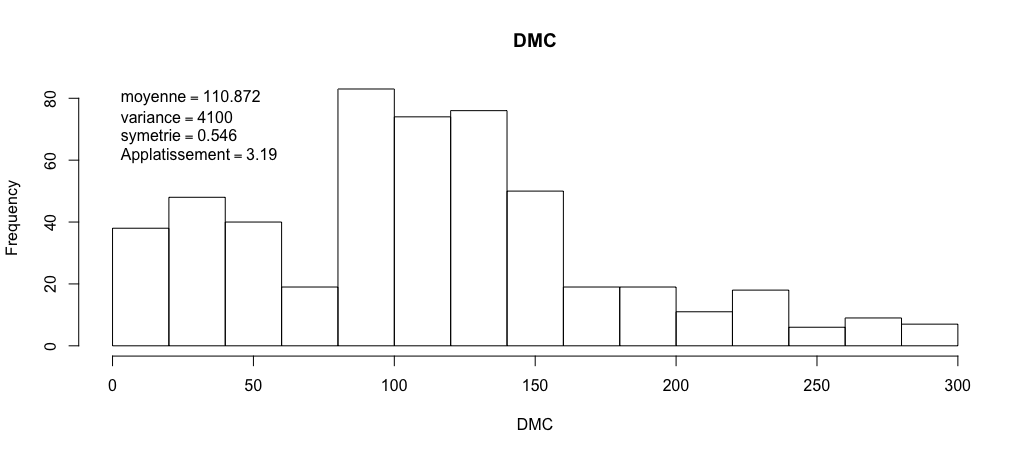 DMC
moyenne = 110.872
variance = 4100
symetrie = 0.546
Applatissement = 3.19
Frequency
80
60
40
20
0
0 50 100 150 200 250 300
DMC